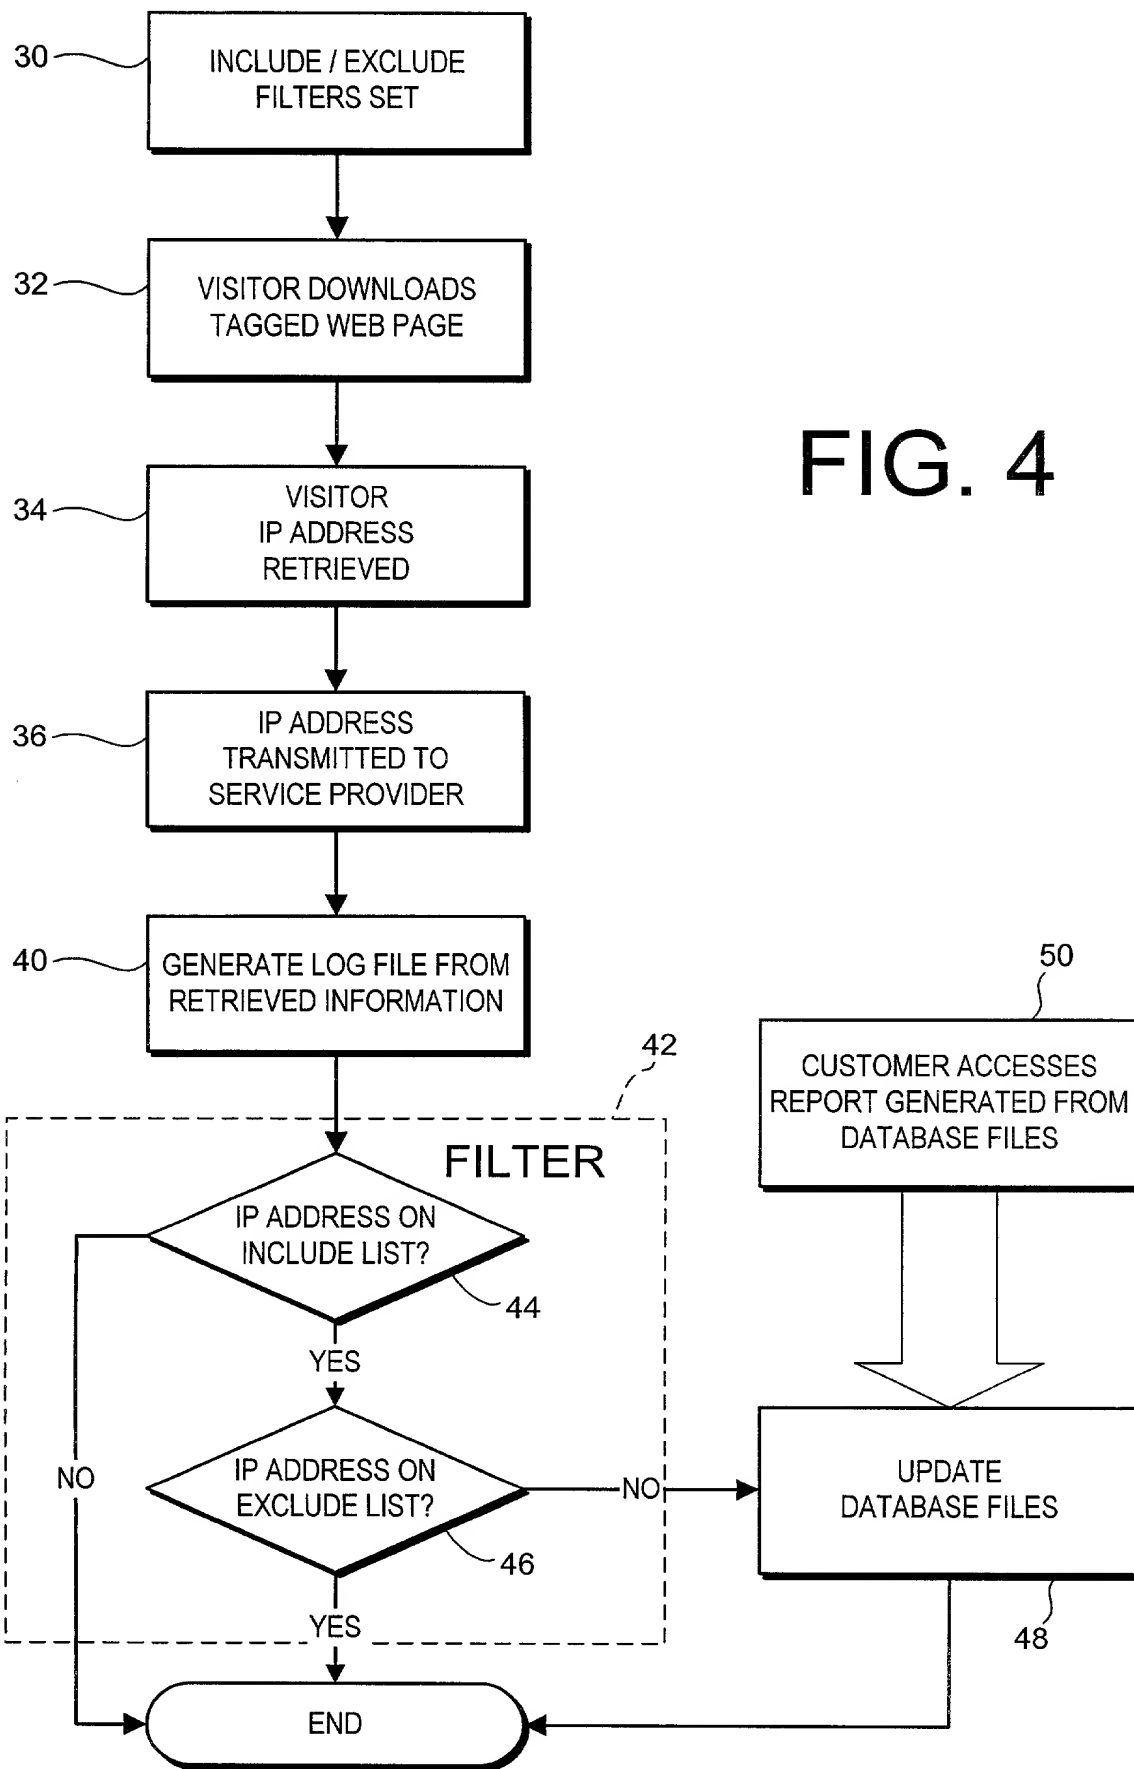 30
INCLUDE / EXCLUDE
FILTERS SET
32
VISITOR DOWNLOADS
TAGGED WEB PAGE
FIG. 4
34
VISITOR
IP ADDRESS
RETRIEVED
36
IP ADDRESS
TRANSMITTED TO
SERVICE PROVIDER
40
GENERATE LOG FILE FROM
RETRIEVED INFORMATION
50
CUSTOMER ACCESSES
REPORT GENERATED FROM
DATABASE FILES
42
FILTER
IP ADDRESS ON
INCLUDE LIST?
44
YES
NO
IP ADDRESS ON
EXCLUDE LIST?
46
NO
UPDATE
DATABASE FILES
48
YES
END